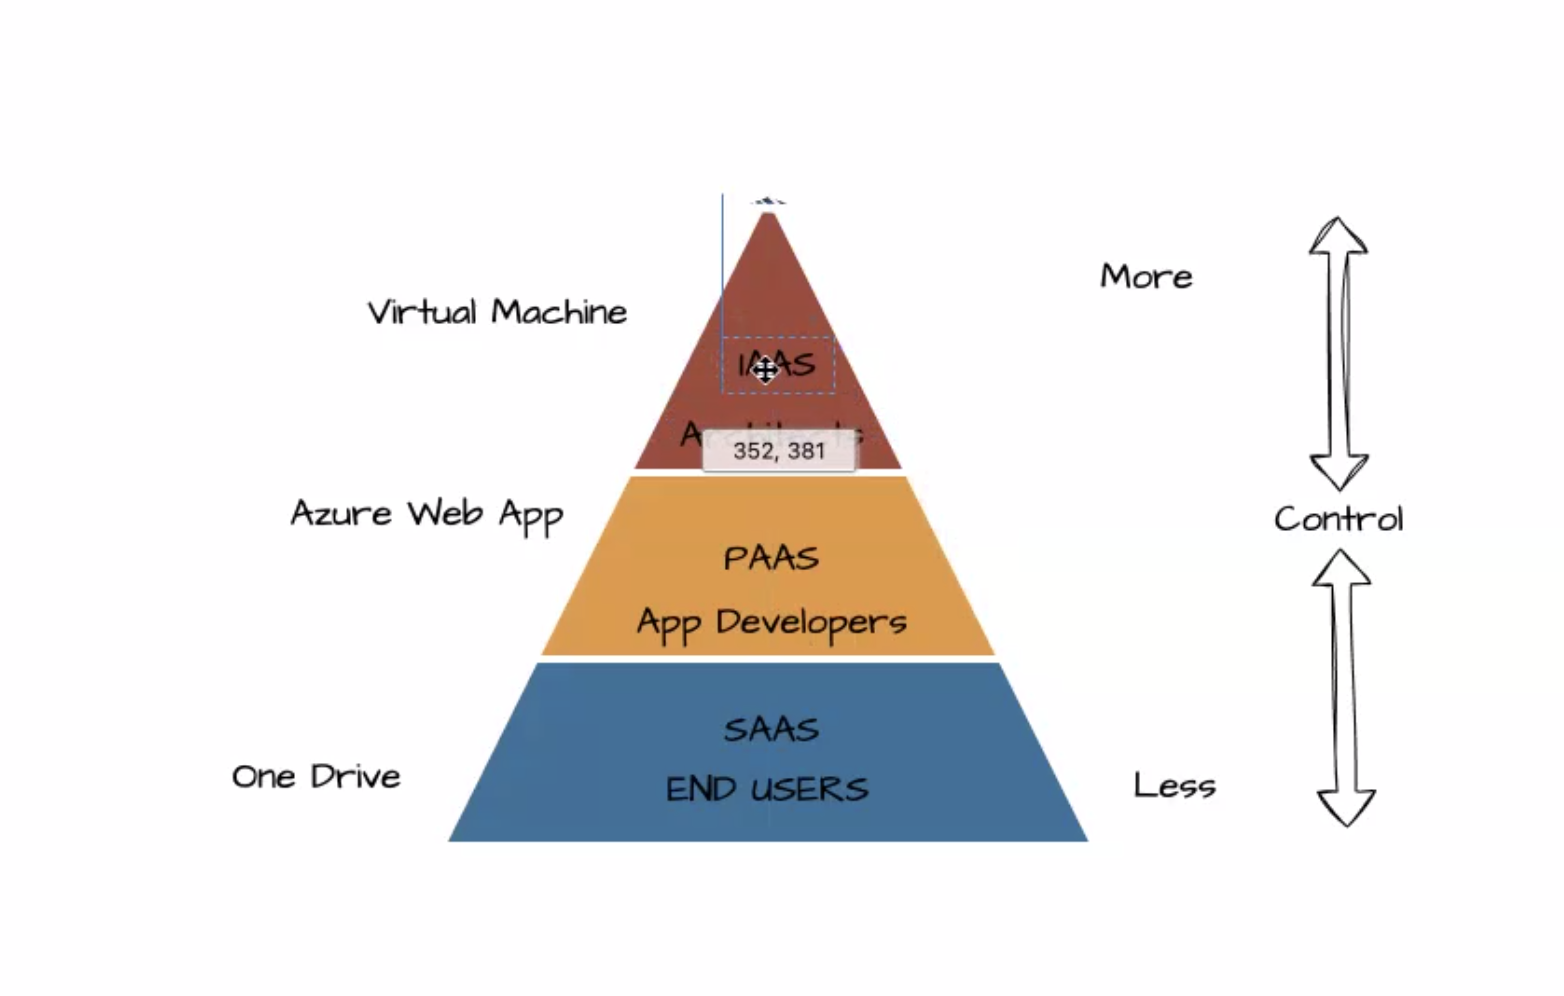 More
Virtual Machine
IAAS
352, 381
Azure Web App
Control
PAAS
App Developers
SAAS
One Drive
END USERS
Less